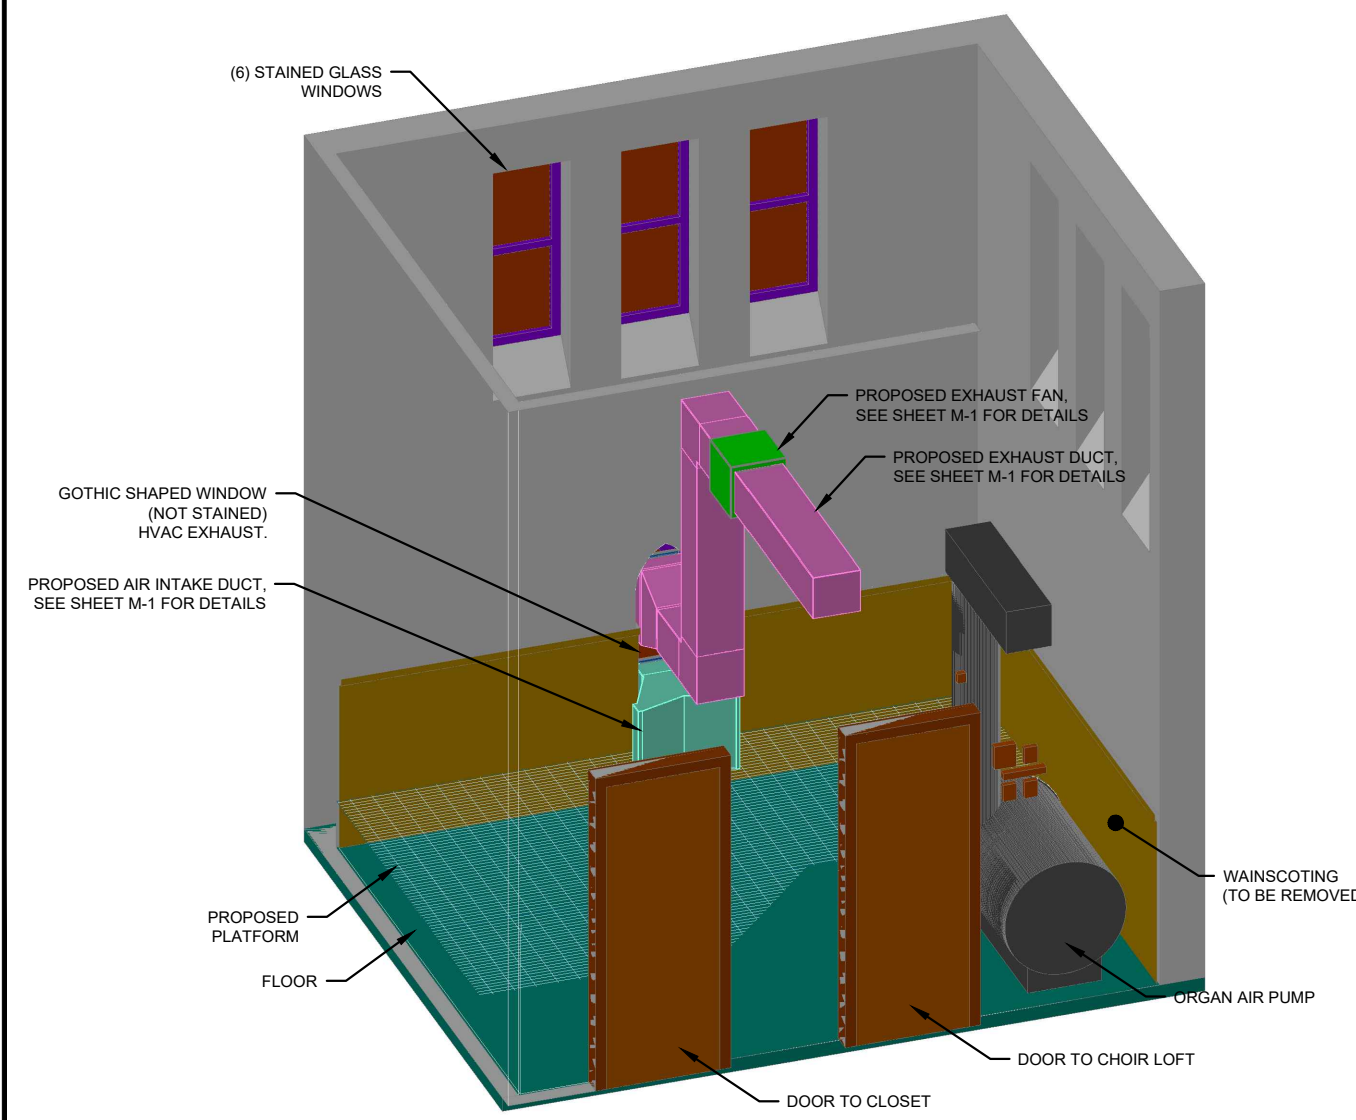 (6) STAINED GLASS
WINDOWS
PROPOSED EXHAUST FAN,
SEE SHEET M-1 FOR DETAILS
PROPOSED EXHAUST DUCT,
SEE SHEET M-1 FOR DETAILS
GOTHIC SHAPED WINDOW
(NOT STAINED)
HVAC EXHAUST.
PROPOSED AIR INTAKE DUCT,
SEE SHEET M-1 FOR DETAILS
WAINSCOTING
(TO BE REMOVED
PROPOSED
PLATFORM
FLOOR
ORGAN AIR PUMP
DOOR TO CHOIR LOFT
DOOR TO CLOSET